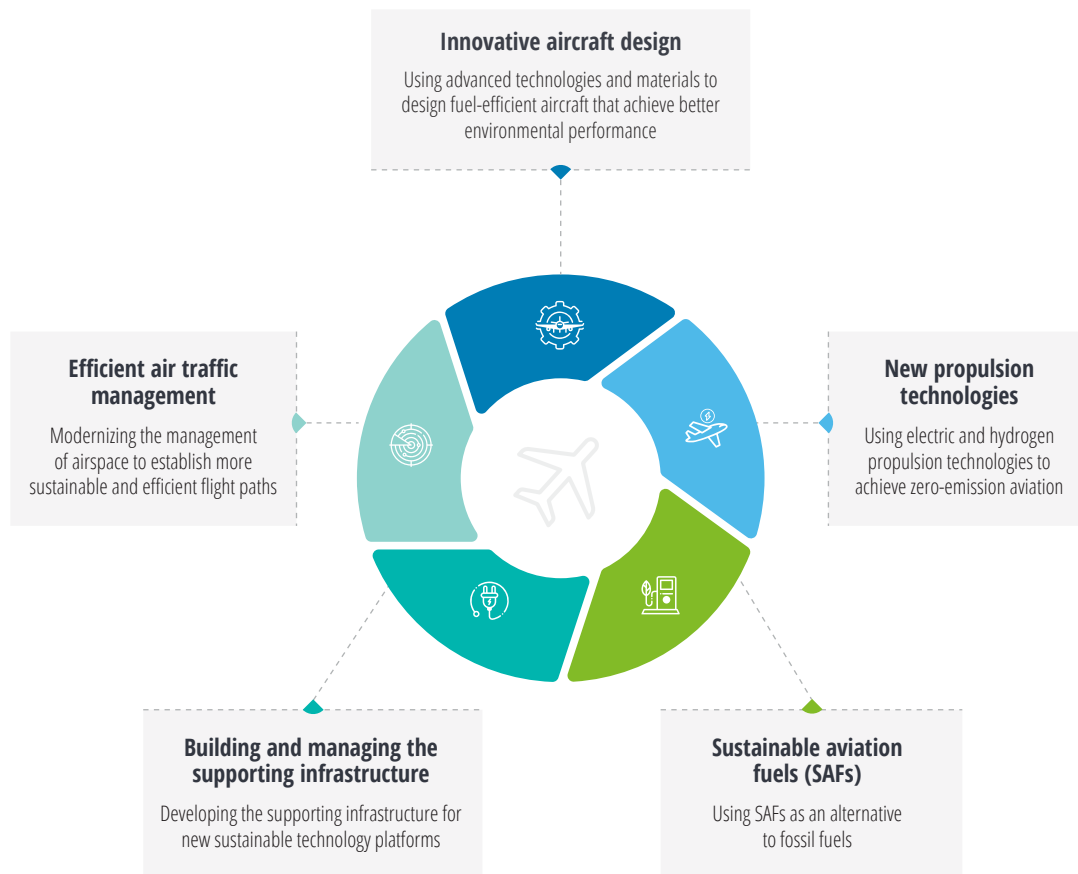 Innovative aircraft design
Using advanced technologies and materials to
design fuel-efficient aircraft that achieve better
environmental performance
Efficient air traffic
management
Modernizing the management
of airspace to establish more
sustainable and efficient flight paths
New propulsion
technologies
Using electric and hydrogen
propulsion technologies to
achieve zero-emission aviation
Building and managing the
supporting infrastructure
Developing the supporting infrastructure for
new sustainable technology platforms
Sustainable aviation
fuels (SAFs)
Using SAFs as an alternative
to fossil fuels